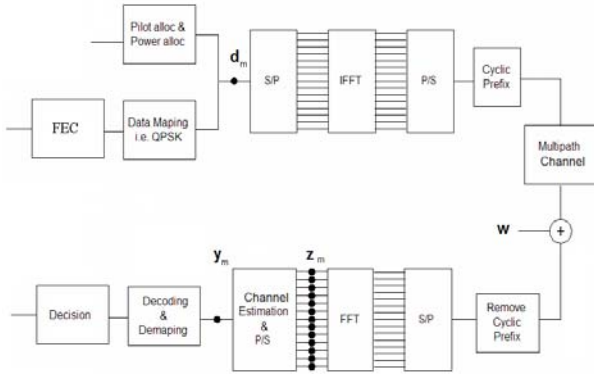 Pilot alloc &
Power alloc
d m
S/P
IFFT
P/S
Cyclic
Prefix
FEC
Data Maping
i.e. QPSK
Multipath
Channel
W
+
y m
z m
Decision
Decoding
&
Demaping
Channel
Estimation
&
P/S
FFT
S/P
Remove
Cyclic
Prefix